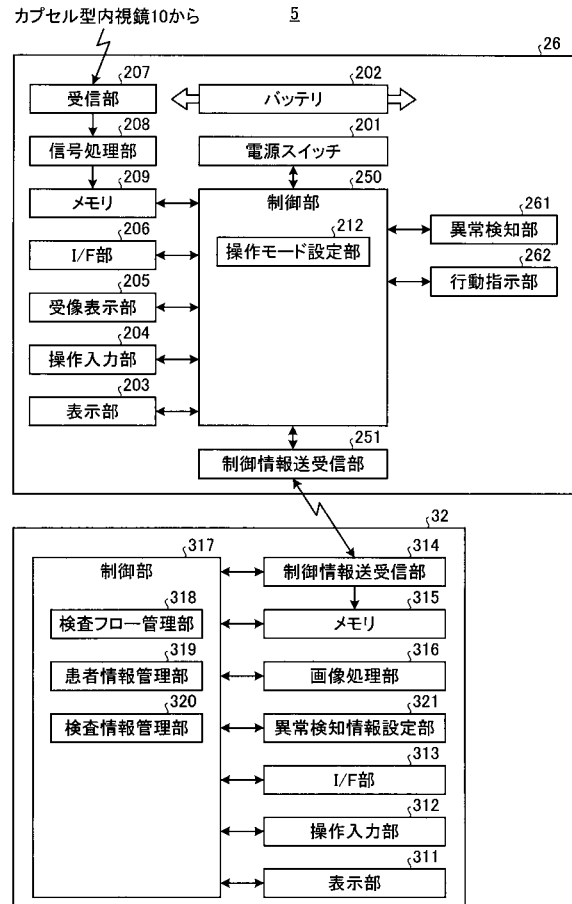 カプセル型内視鏡10から
5
26
207
受信部
202
バッテリ
208
信号処理部
201
電源スイッチ
209
メモリ
250
制御部
212
操作モード設定部
261
異常検知部
206
I/F部
262
行動指示部
205
受像表示部
204
操作入力部
203
表示部
251
制御情報送受信部
32
317
制御部
314
制御情報送受信部
318
検査フロー管理部
315
メモリ
319
患者情報管理部
316
画像処理部
320
検査情報管理部
321
異常検知情報設定部
313
I/F部
312
操作入力部
311
表示部